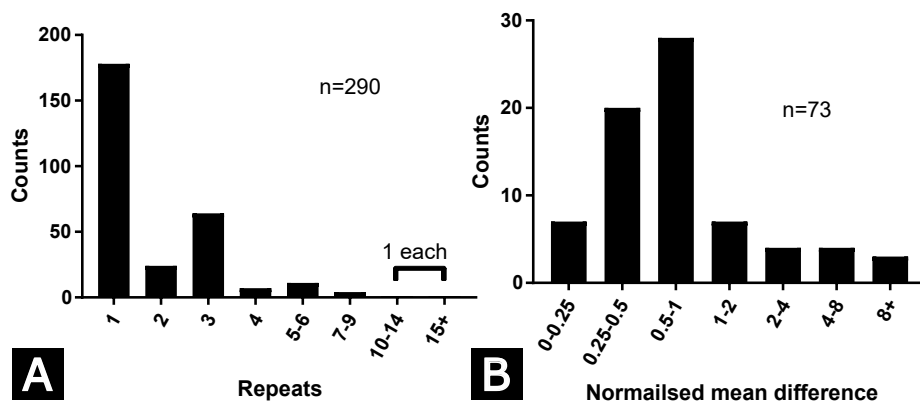 Counts
200
150
100
50
0
n=290
1 each
1
2
3
4
5-6
7-9
10-14
15+
Repeats
A
Counts
30
20
10
0
n=73
0-0.25
0.25-0.5
0.5-1
1-2
2-4
4-8
8+
Normailsed mean difference
B